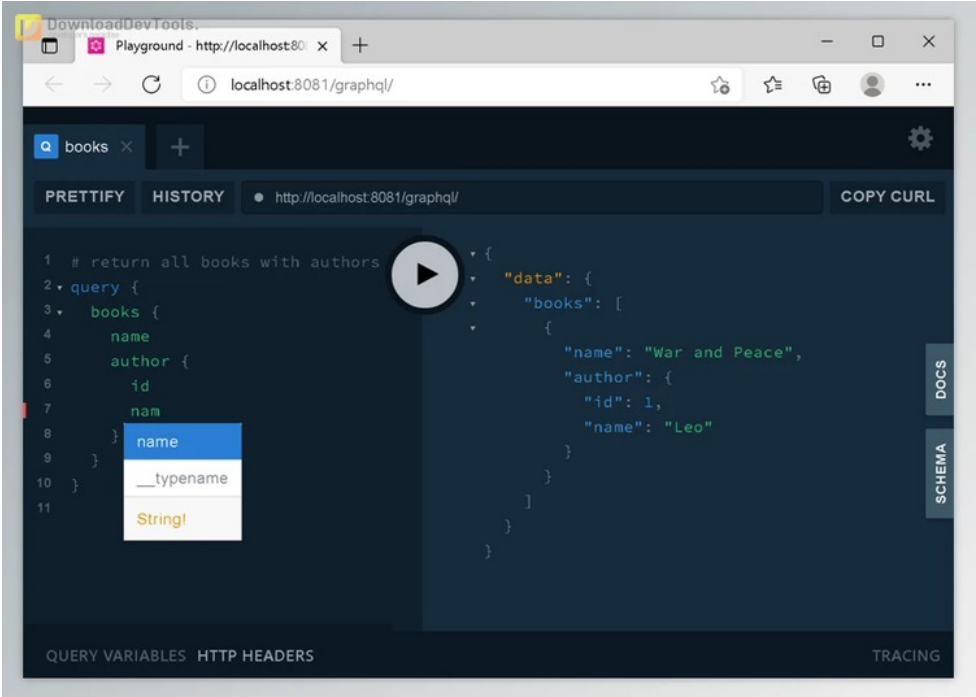 DownloadDevTools.
Playground - http://localhost:80
localhost:8081/graphql/
books
PRETTIFY HISTORY http://localhost:8081/graphql/ COPY CURL
1 # return all books with authors
2 query {
3 books {
4 name
5 author {
6 id
7 nam
8 }
9 }
10 }
11
name
__typename
String!
{
"data": {
"books": [
{
"name": "War and Peace",
"author": {
"id": 1,
"name": "Leo"
}
}
]
}
}
DOCS
SCHEMA
QUERY VARIABLES HTTP HEADERS TRACING